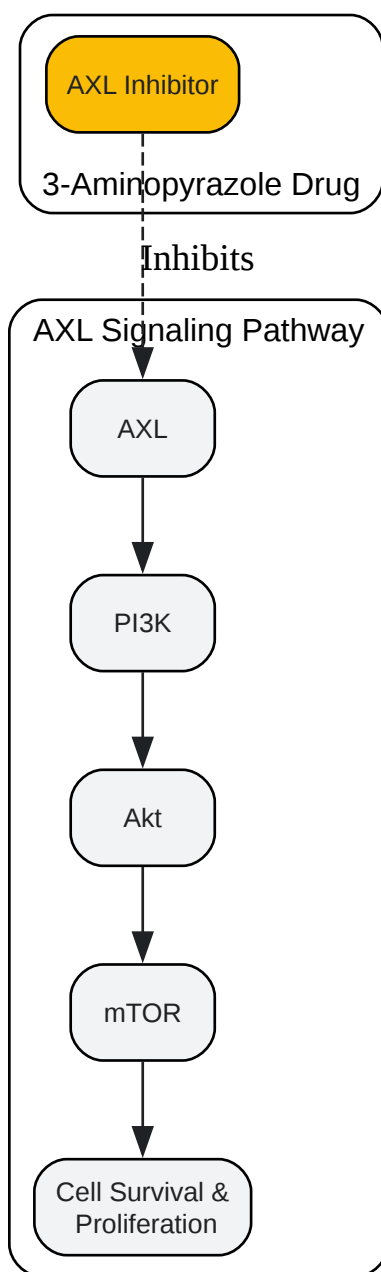 AXL Inhibitor
3-Aminopyrazole Drug
Inhibits
AXL Signaling Pathway
AXL
PI3K
Akt
mTOR
Cell Survival &
Proliferation